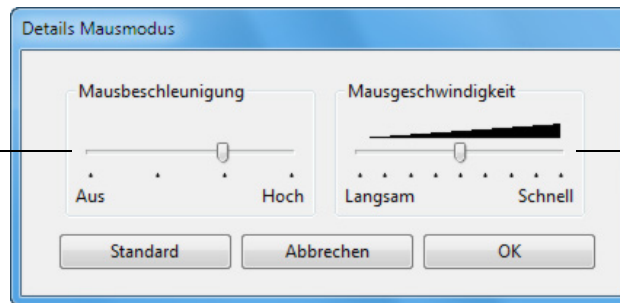 Details Mausmodus
Mausbeschleunigung
Mausgeschwindigkeit
Aus
Hoch
Langsam
Schnell
Standard
Abbrechen
OK